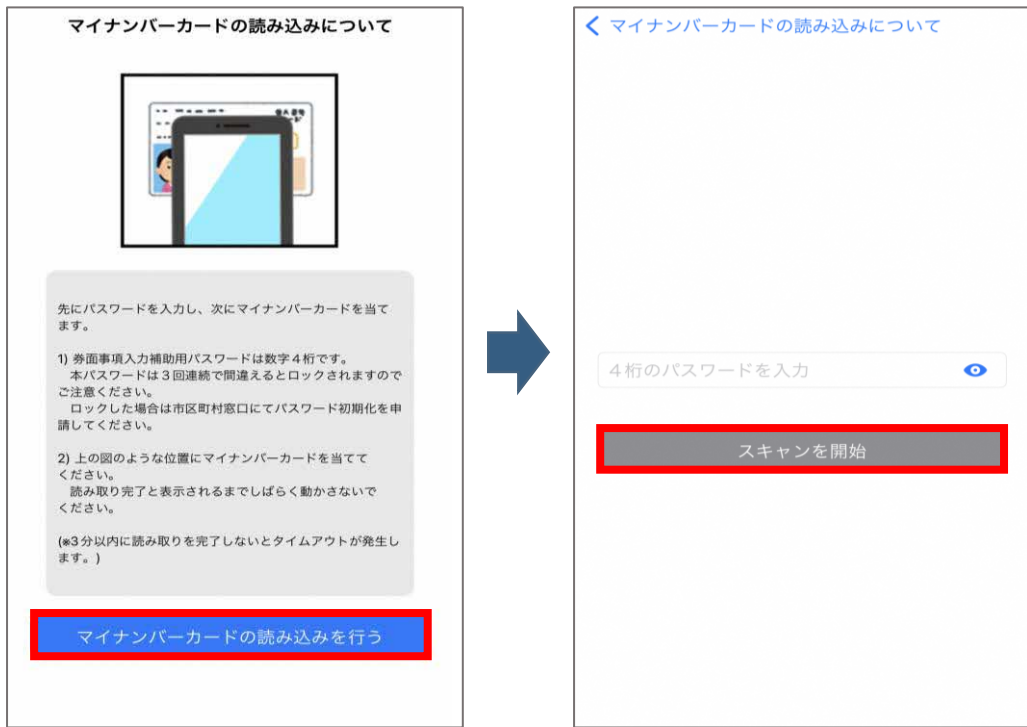 マイナンバーカードの読み込みについて
先にパスワードを入力し、次にマイナンバーカードを当て
ます。
1) 券面事項入力補助用パスワードは数字４桁です。
本パスワードは３回連続で間違えるとロックされますので
ご注意ください。
ロックした場合は市区町村窓口にてパスワード初期化を申
請してください。
2) 上の図のような位置にマイナンバーカードを当てて
ください。
読み取り完了と表示されるまでしばらく動かさないで
ください。
(※3分以内に読み取りを完了しないとタイムアウトが発生し
ます。)
マイナンバーカードの読み込みを行う
マイナンバーカードの読み込みについて
４桁のパスワードを入力
スキャンを開始